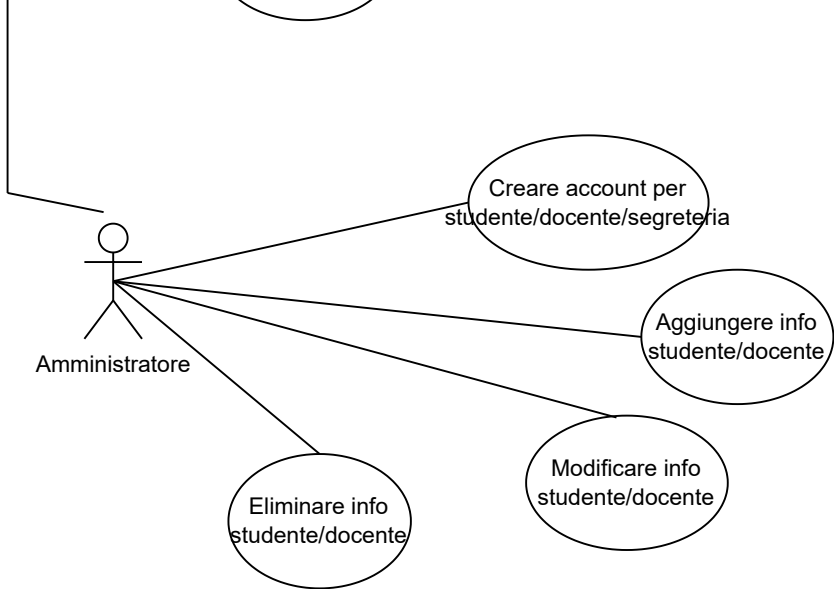 Creare account per
studente/docente/segreteria
Aggiungere info
studente/docente
Amministratore
Modificare info
studente/docente
Eliminare info
studente/docente